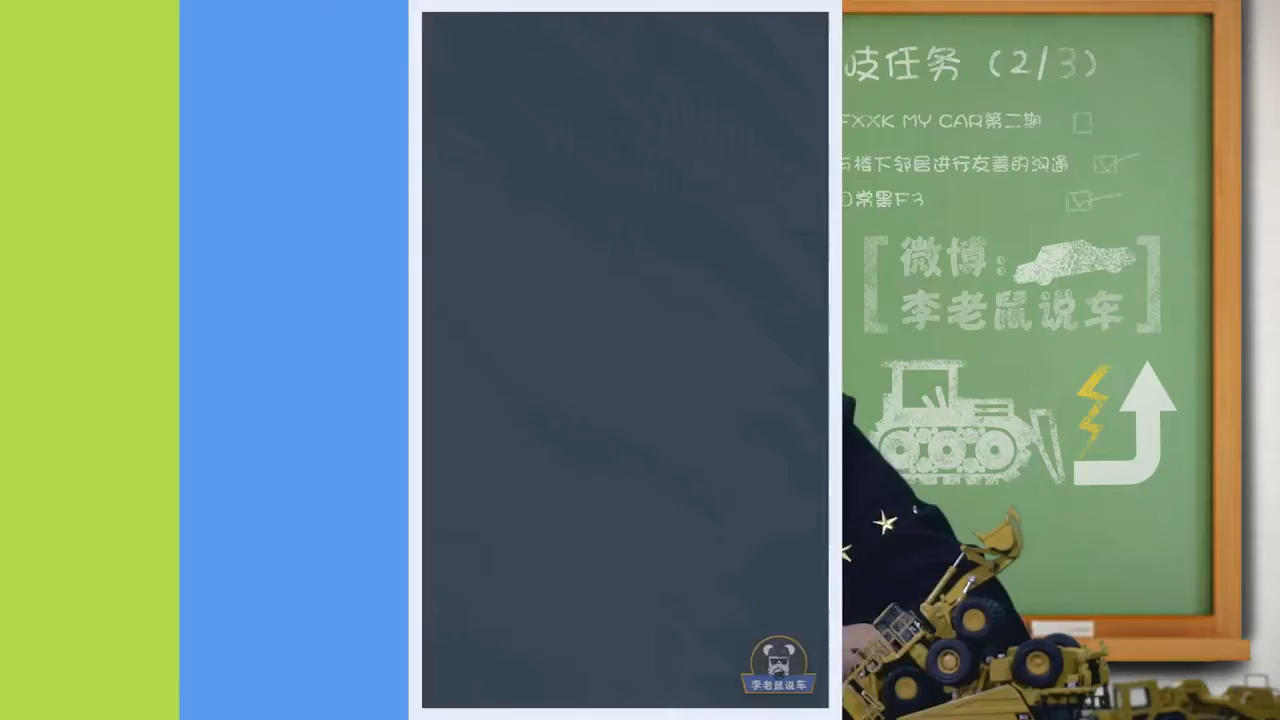 吱任务（2/3）
FXXK MY CAR第二期
与楼下邻居进行友善的沟通
日常黑F3
微博：
李老鼠说车
李老鼠说车